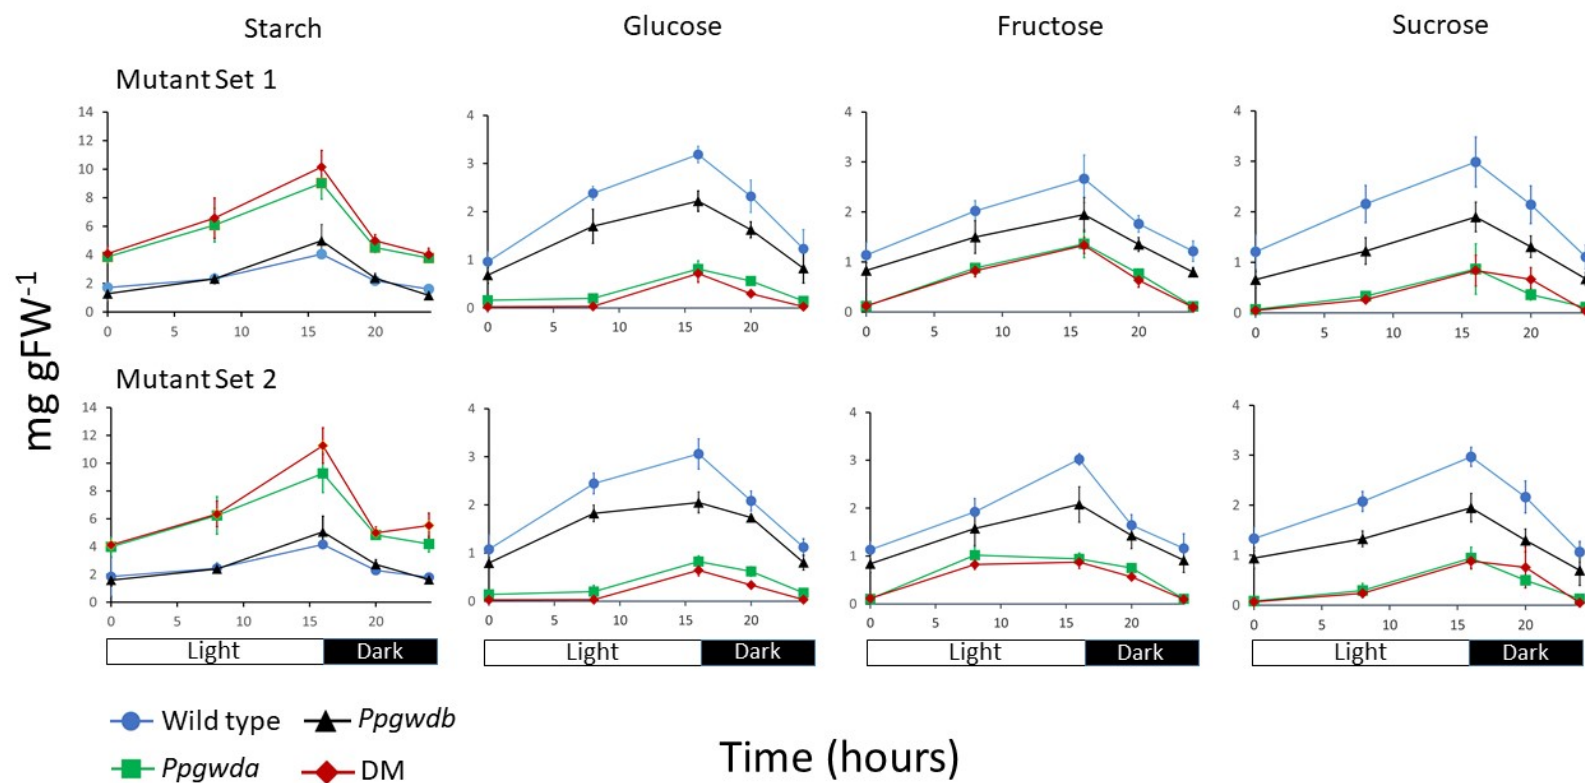 Starch Glucose Fructose Sucrose
Mutant Set 1
14 12 10 8 6 4 2 0
0 5 10 15 20
4 3 2 1 0
0 5 10 15 20
4 3 2 1 0
0 5 10 15 20
4 3 2 1 0
0 5 10 15 20
mg gFW-1
Mutant Set 2
14 12 10 8 6 4 2 0
0 5 10 15 20
4 3 2 1 0
0 5 10 15 20
4 3 2 1 0
0 5 10 15 20
4 3 2 1 0
0 5 10 15 20
Light Dark Light Dark Light Dark Light Dark
Wild type Ppgwdb
Ppgwda DM
Time (hours)